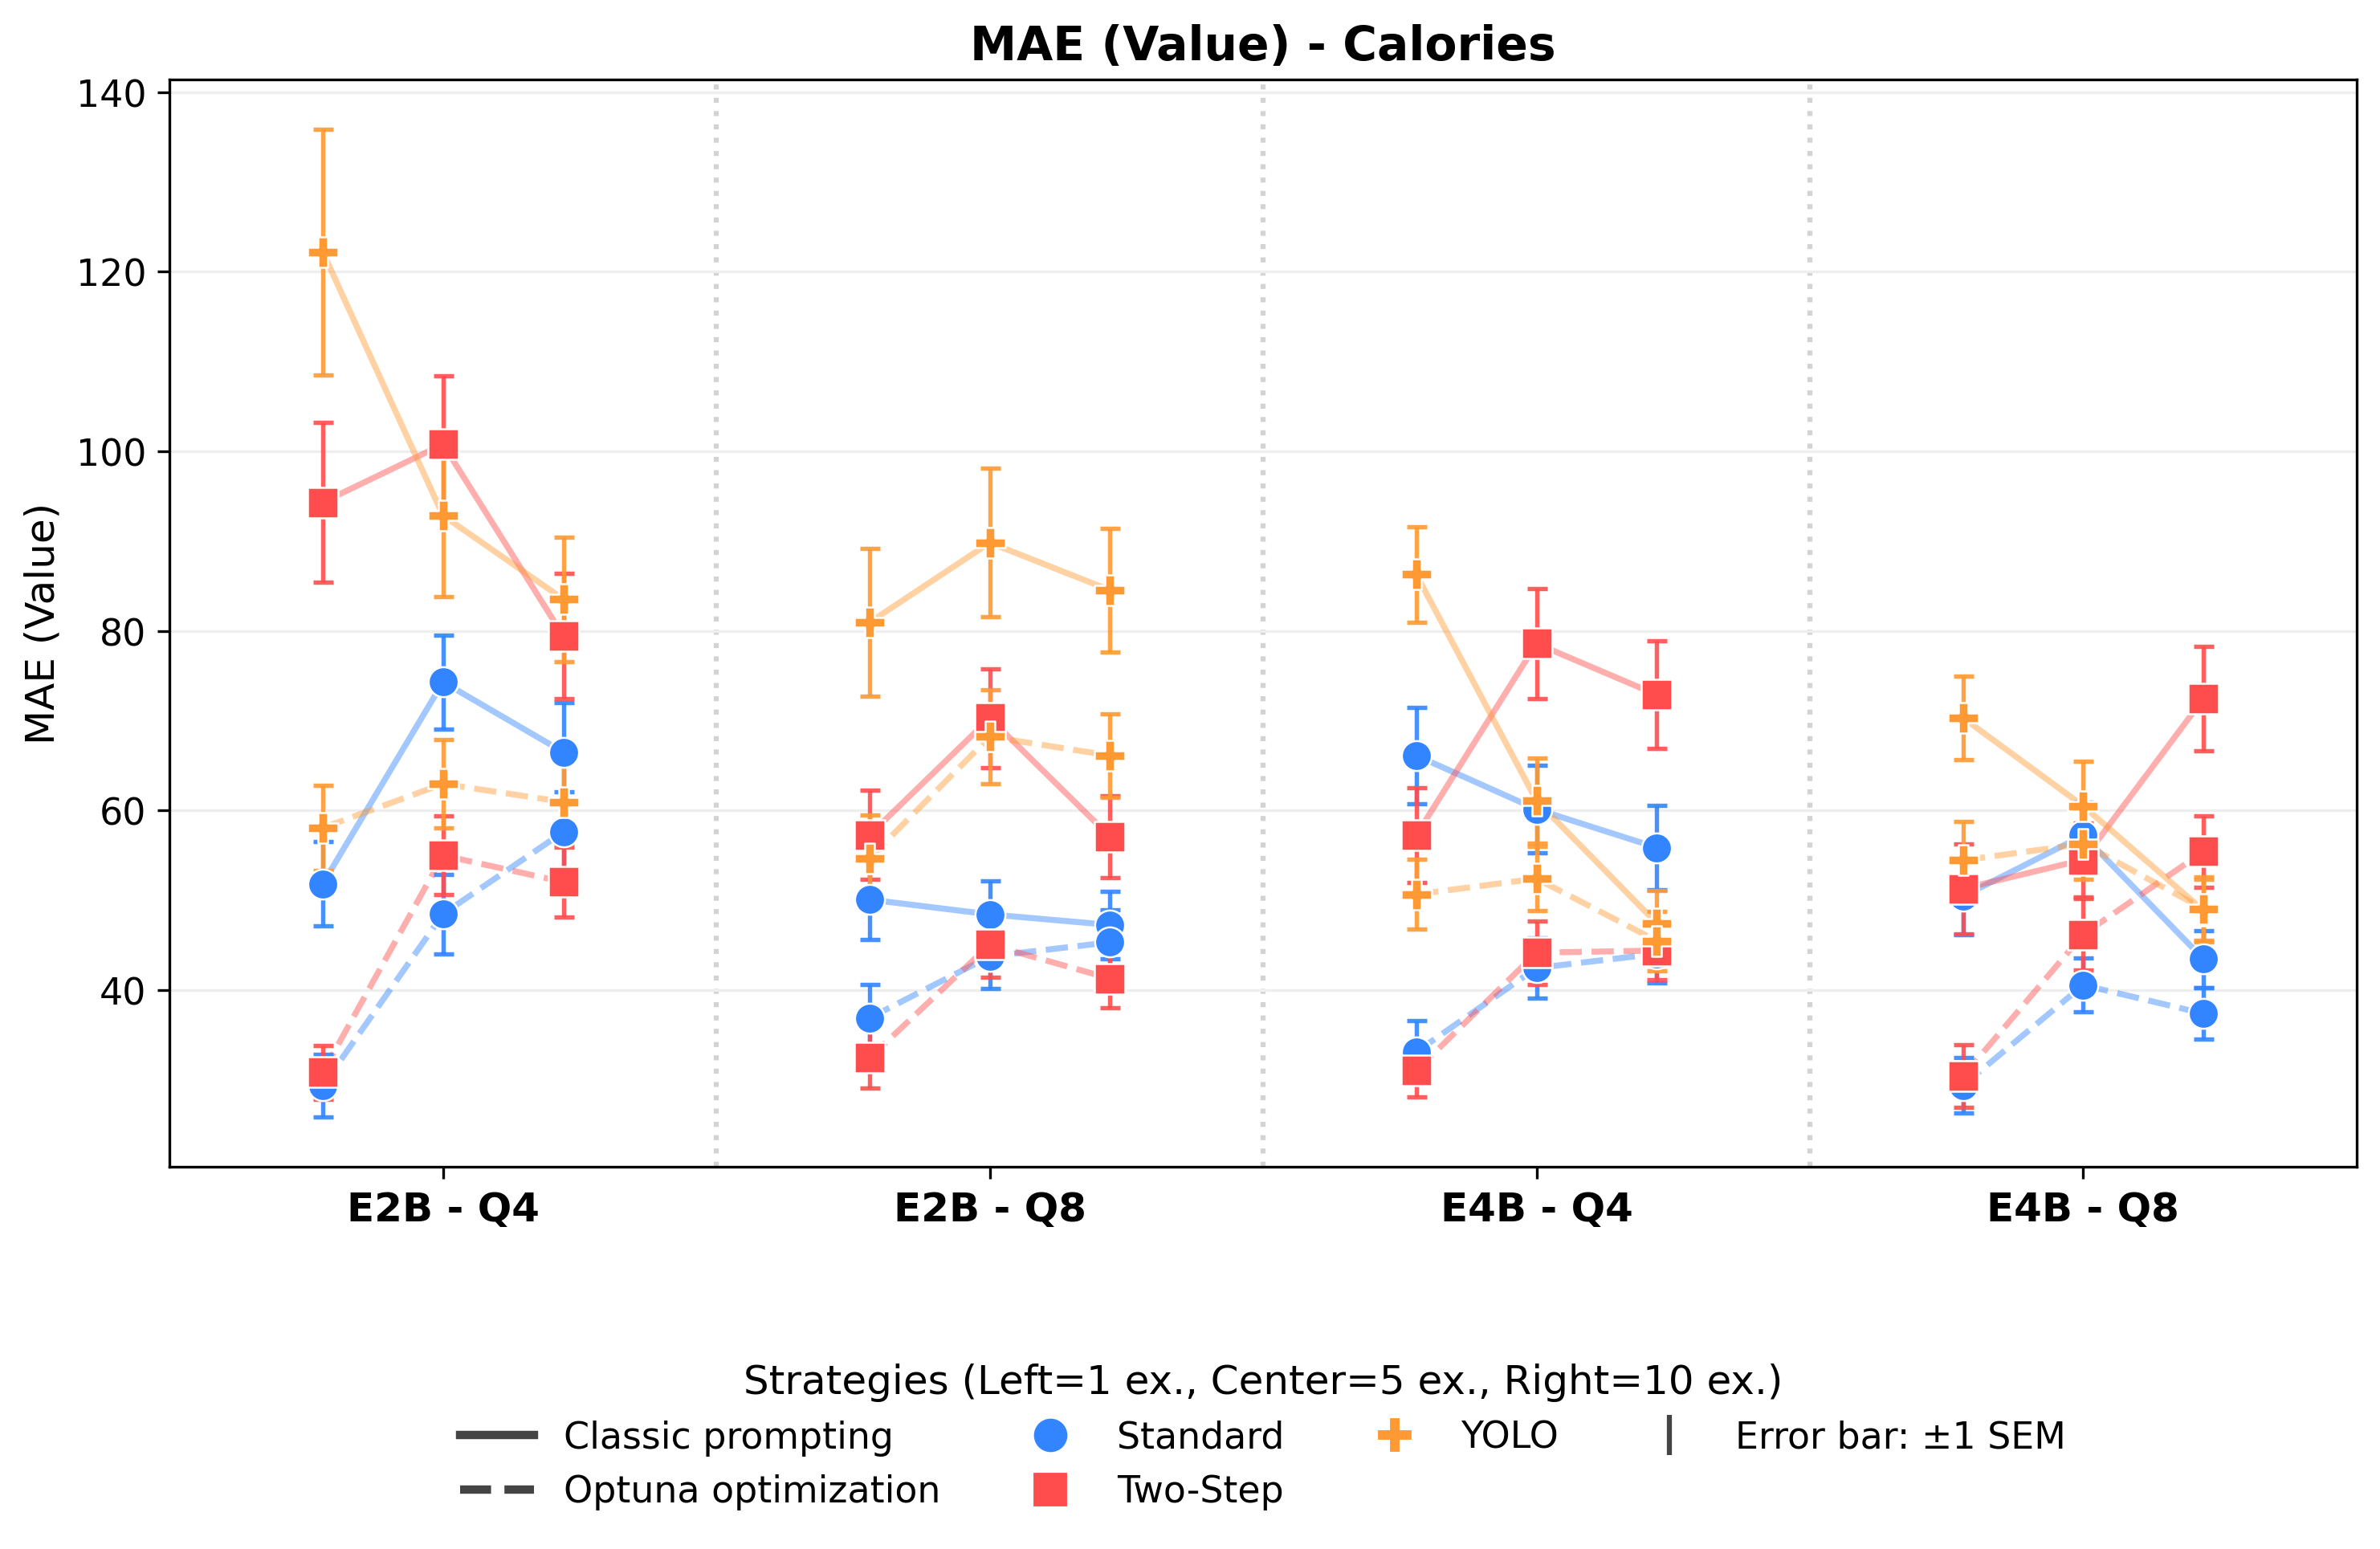 MAE (Value) - Calories
MAE (Value)
140
120
100
80
60
40
E2B - Q4
E2B - Q8
E4B - Q4
E4B - Q8
Strategies (Left=1 ex., Center=5 ex., Right=10 ex.)
Classic prompting
Optuna optimization
Standard
Two-Step
YOLO
Error bar: ±1 SEM